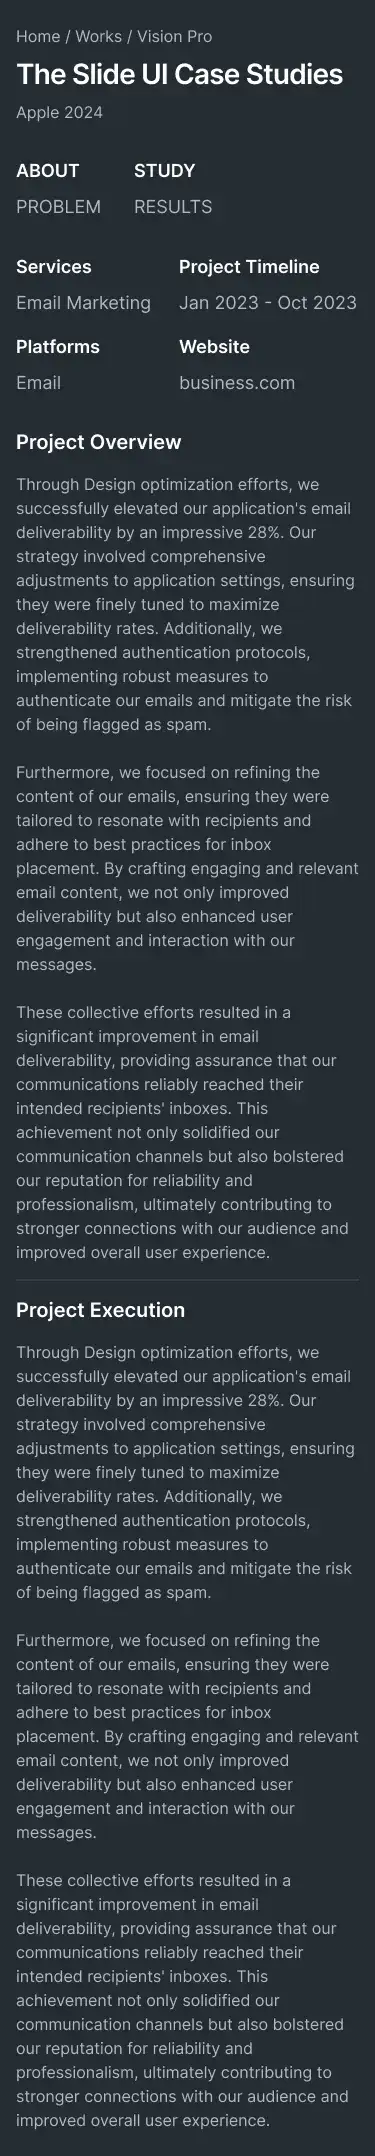 Home / Works / Vision Pro
The Slide UI Case Studies
Apple 2024
ABOUT STUDY
PROBLEM RESULTS
Services Project Timeline
Email Marketing Jan 2023 - Oct 2023
Platforms Website
Email business.com
Project Overview
Through Design optimization efforts, we
successfully elevated our application's email
deliverability by an impressive 28%. Our
strategy involved comprehensive
adjustments to application settings, ensuring
they were finely tuned to maximize
deliverability rates. Additionally, we
strengthened authentication protocols,
implementing robust measures to
authenticate our emails and mitigate the risk
of being flagged as spam.
Furthermore, we focused on refining the
content of our emails, ensuring they were
tailored to resonate with recipients and
adhere to best practices for inbox
placement. By crafting engaging and relevant
email content, we not only improved
deliverability but also enhanced user
engagement and interaction with our
messages.
These collective efforts resulted in a
significant improvement in email
deliverability, providing assurance that our
communications reliably reached their
intended recipients' inboxes. This
achievement not only solidified our
communication channels but also bolstered
our reputation for reliability and
professionalism, ultimately contributing to
stronger connections with our audience and
improved overall user experience.
Project Execution
Through Design optimization efforts, we
successfully elevated our application's email
deliverability by an impressive 28%. Our
strategy involved comprehensive
adjustments to application settings, ensuring
they were finely tuned to maximize
deliverability rates. Additionally, we
strengthened authentication protocols,
implementing robust measures to
authenticate our emails and mitigate the risk
of being flagged as spam.
Furthermore, we focused on refining the
content of our emails, ensuring they were
tailored to resonate with recipients and
adhere to best practices for inbox
placement. By crafting engaging and relevant
email content, we not only improved
deliverability but also enhanced user
engagement and interaction with our
messages.
These collective efforts resulted in a
significant improvement in email
deliverability, providing assurance that our
communications reliably reached their
intended recipients' inboxes. This
achievement not only solidified our
communication channels but also bolstered
our reputation for reliability and
professionalism, ultimately contributing to
stronger connections with our audience and
improved overall user experience.